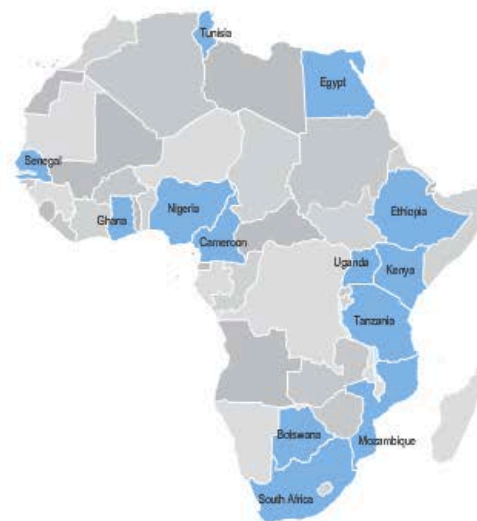 Tunisia
Egypt
Senegal
Nigeria
Ghana
Cameroon
Ethiopia
Uganda
Kenya
Tanzania
Botswana
Mozambique
South Africa